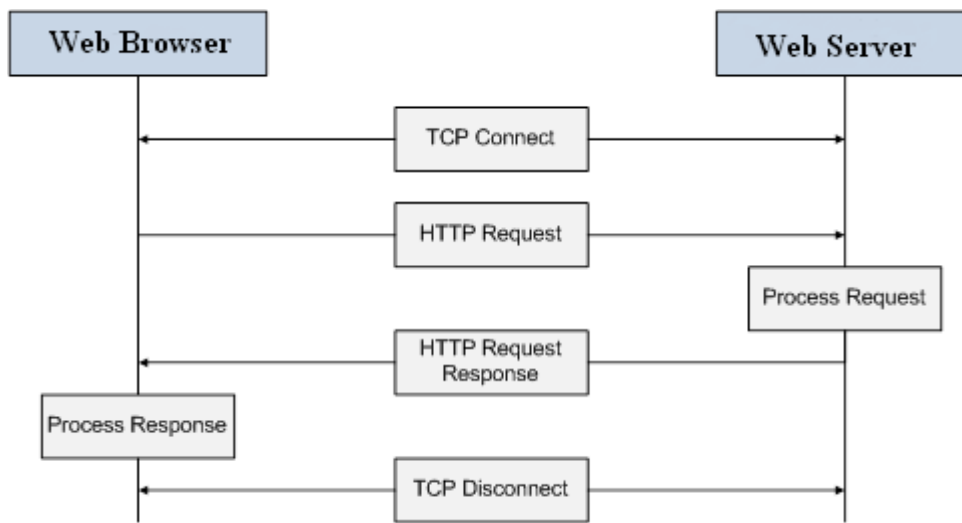 Web Browser
Web Server
TCP Connect
HTTP Request
Process Request
HTTP Request
Response
Process Response
TCP Disconnect